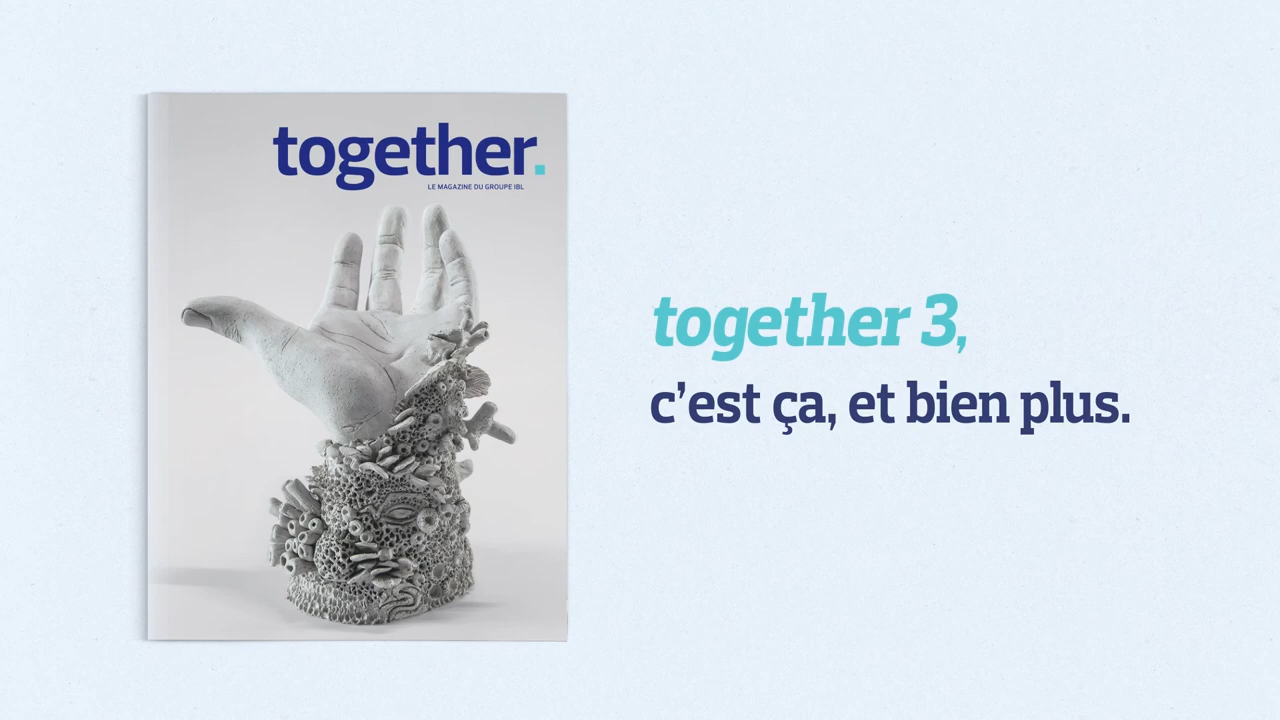 together.
LE MAGAZINE DU GROUPE IBL
together 3,
c’est ça, et bien plus.